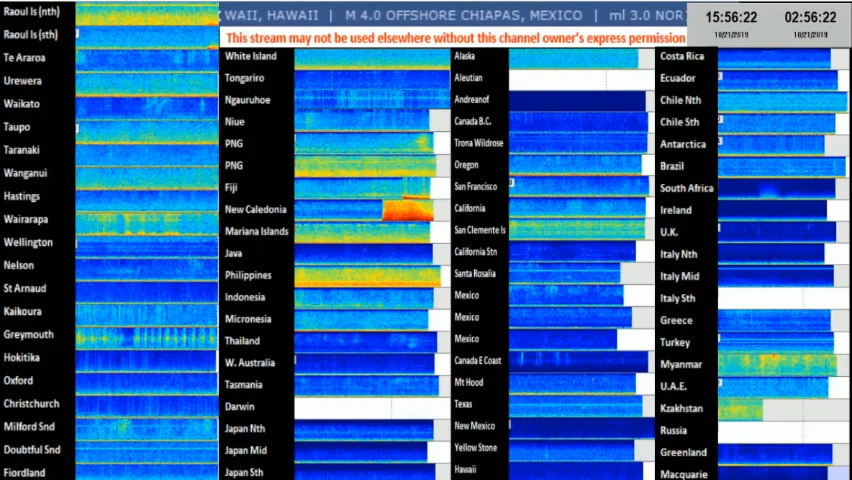 WAII, HAWAII | M 4.0 OFFSHORE CHIAPAS, MEXICO | ml 3.0 NOR
This stream may not be used elsewhere without this channel owner's express permission
15:56:22 02:56:22
10/21/2019 10/21/2019
Raoul Is (nth)
Raoul Is (sth)
Te Araroa
Urewera
Waikato
Taupo
Taranaki
Wanganui
Hastings
Wairarapa
Wellington
Nelson
St Arnaud
Kaikoura
Greymouth
Hokitika
Oxford
Christchurch
Milford Snd
Doubtful Snd
Fiordland
White Island
Tongariro
Ngauruhoe
Niue
PNG
PNG
Fiji
New Caledonia
Mariana Islands
Java
Philippines
Indonesia
Micronesia
Thailand
W. Australia
Tasmania
Darwin
Japan Nth
Japan Mid
Japan Sth
Alaska
Aleutian
Andreanof
Canada B.C.
Trona Wildrose
Oregon
San Francisco
California
San Clemente Is
California Stn
Santa Rosalia
Mexico
Mexico
Mexico
Canada E Coast
Mt Hood
Texas
New Mexico
Yellow Stone
Hawaii
Costa Rica
Ecuador
Chile Nth
Chile Sth
Antarctica
Brazil
South Africa
Ireland
U.K.
Italy Nth
Italy Mid
Italy Sth
Greece
Turkey
Myanmar
U.A.E.
Kzakhstan
Russia
Greenland
Macquarie